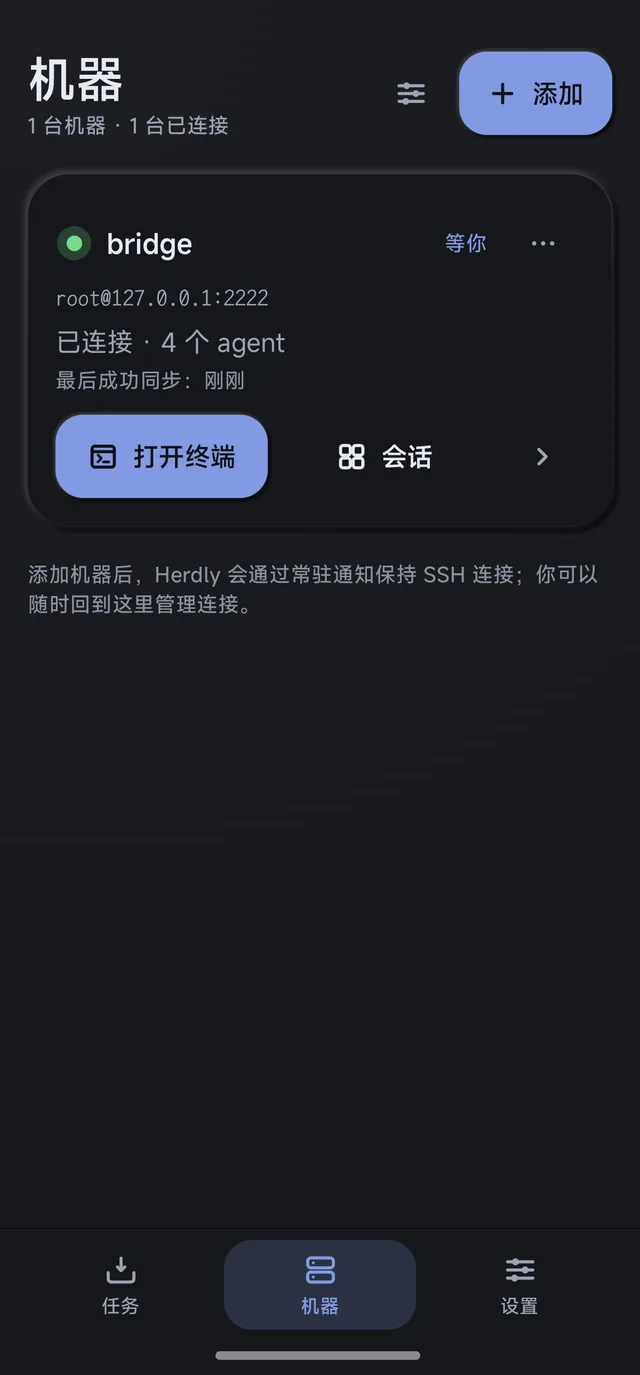 机器
1 台机器 · 1 台已连接
添加
bridge
等你
root@127.0.0.1:2222
已连接 · 4 个 agent
最后成功同步：刚刚
打开终端
会话
添加机器后，Herdly 会通过常驻通知保持 SSH 连接；你可以
随时回到这里管理连接。
任务
机器
设置